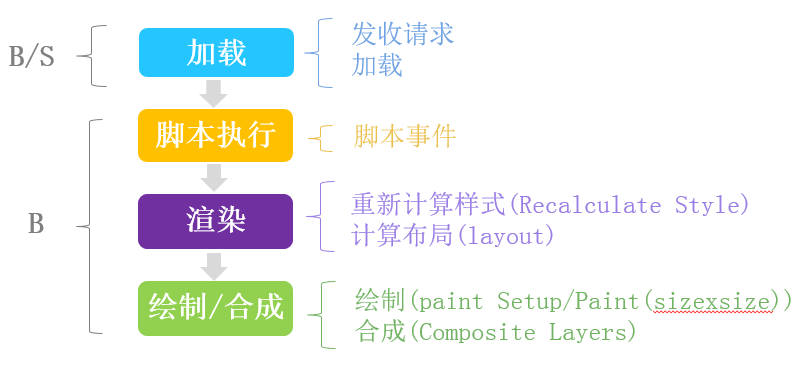 B/S
加载
发收请求
加载
脚本执行
脚本事件
B
渲染
重新计算样式(Recalculate Style)
计算布局(layout)
绘制/合成
绘制(paint Setup/Paint(sizexsize))
合成(Composite Layers)